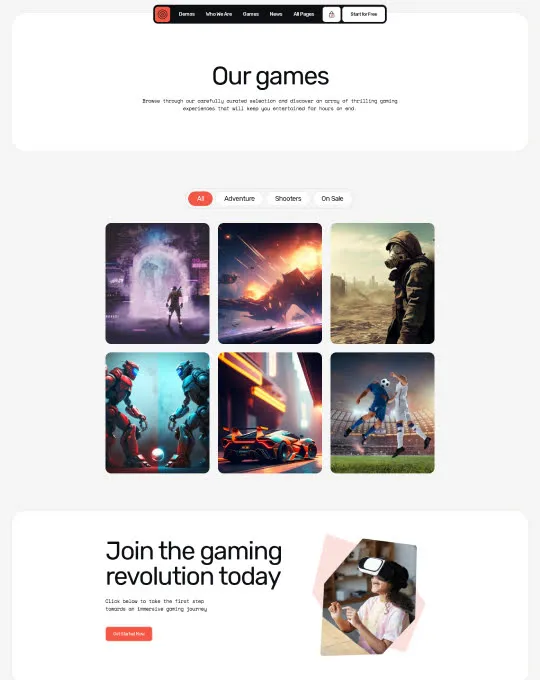 Demos Who We Are Games News All Pages Start for Free
Our games
Browse through our carefully curated selection and discover an array of thrilling gaming
experiences that will keep you entertained for hours on end.
All Adventure Shooters On Sale
Join the gaming
revolution today
Click below to take the first step
towards an immersive gaming journey
Get Started Now